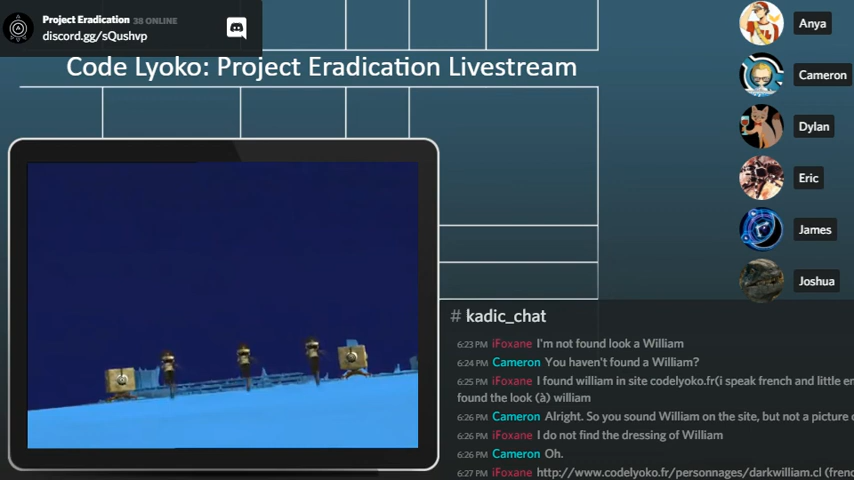 Project Eradication 38 ONLINE
discord.gg/sQushvp
Code Lyoko: Project Eradication Livestream
Anya
Cameron
Dylan
Eric
James
Joshua
# kadic_chat
6:23 PM iFoxane I'm not found look a William
6:24 PM Cameron You haven't found a William?
6:25 PM iFoxane I found william in site codelyoko.fr(i speak french and little en
found the look (à) william
6:26 PM Cameron Alright. So you sound William on the site, but not a picture o
6:26 PM iFoxane I do not find the dressing of William
6:26 PM Cameron Oh.
6:27 PM iFoxane http://www.codelyoko.fr/personnages/darkwilliam.cl (frenc